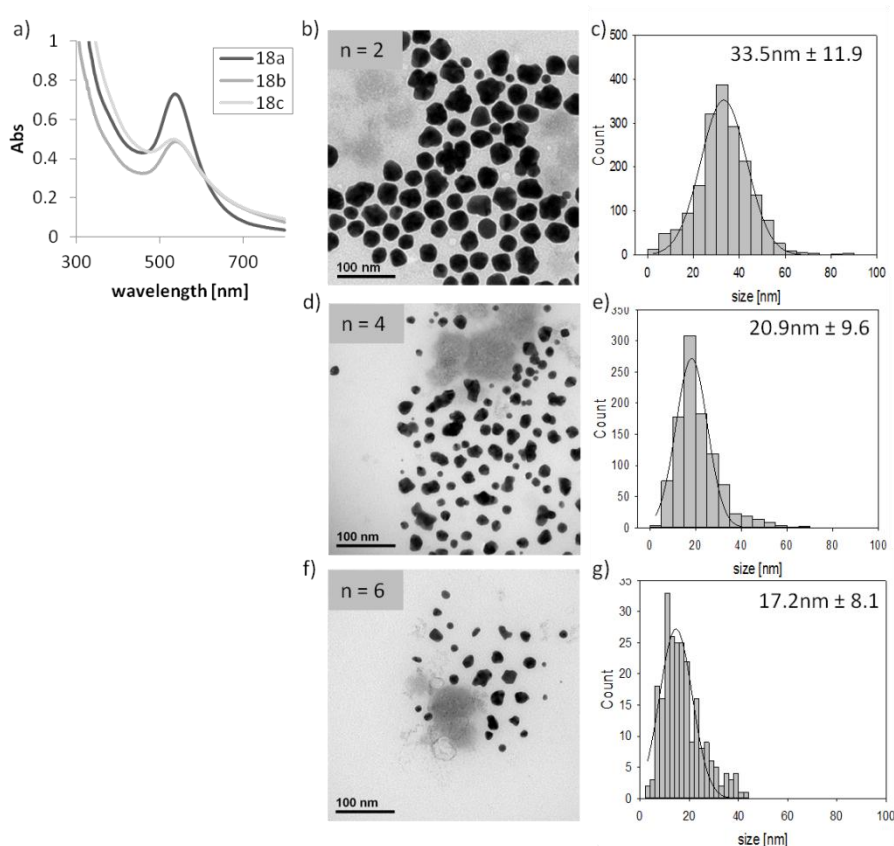 a)
1
0.8
0.6
0.4
0.2
0
Abs
18a
18b
18c
300 500 700
wavelength [nm]
b)
n = 2
100 nm
c)
33.5nm ± 11.9
500
400
300
200
100
0
Count
0 20 40 60 80 100
size [nm]
d)
n = 4
100 nm
e)
20.9nm ± 9.6
350
300
250
200
150
100
50
0
Count
0 20 40 60 80 100
size [nm]
f)
n = 6
100 nm
g)
17.2nm ± 8.1
35
30
25
20
15
10
5
0
Count
0 20 40 60 80 100
size [nm]